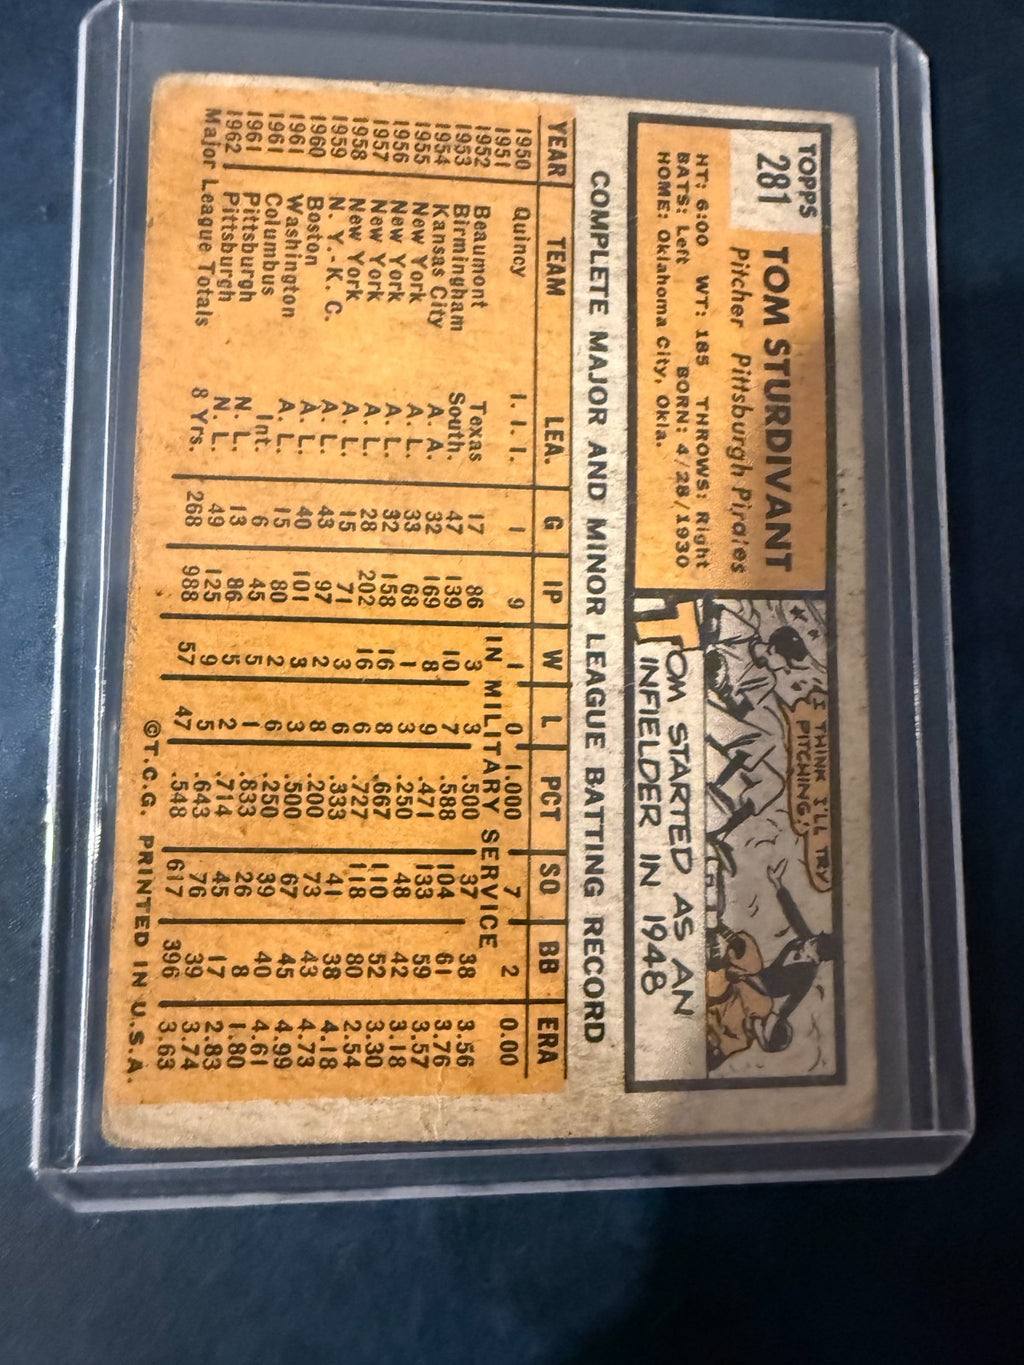 TOPPS
281
TOM STURDIVANT
Pitcher Pittsburgh Pirates
HT: 6:00 WT: 185 THROWS: Right
BATS: Left BORN: 4/28/1930
HOME: Oklahoma City, Okla.
I THINK I'LL TRY
PITCHING!
TOM STARTED AS AN
INFIELDER IN 1948
COMPLETE MAJOR AND MINOR LEAGUE BATTING RECORD
YEAR TEAM LEA. G IP W L PCT SO BB ERA
1950 Quincy I. I. I. 1 9 1 0 1.000 7 2 0.00
1951 IN MILITARY SERVICE
1952 Beaumont Texas 17 86 3 3 .500 37 38 3.56
1953 Birmingham South. 47 139 10 7 .588 104 61 3.76
1954 Kansas City A. A. 32 169 8 9 .471 133 59 3.57
1955 New York A. L. 33 68 1 3 .250 48 42 3.18
1956 New York A. L. 32 158 16 8 .667 110 52 3.30
1957 New York A. L. 28 202 16 6 .727 118 80 2.54
1958 New York A. L. 15 71 3 6 .333 41 38 4.18
1959 N. Y.-K. C. A. L. 43 97 2 8 .200 73 43 4.73
1960 Boston A. L. 40 101 3 3 .500 67 45 4.99
1961 Washington A. L. 15 80 2 6 .250 39 40 4.61
1961 Columbus Int. 6 45 5 1 .833 26 8 1.80
1961 Pittsburgh N. L. 13 86 5 2 .714 45 17 2.83
1962 Pittsburgh N. L. 49 125 9 5 .643 76 39 3.74
Major League Totals 8 Yrs. 268 988 57 47 .548 617 396 3.63
©T.C.G. PRINTED IN U.S.A.